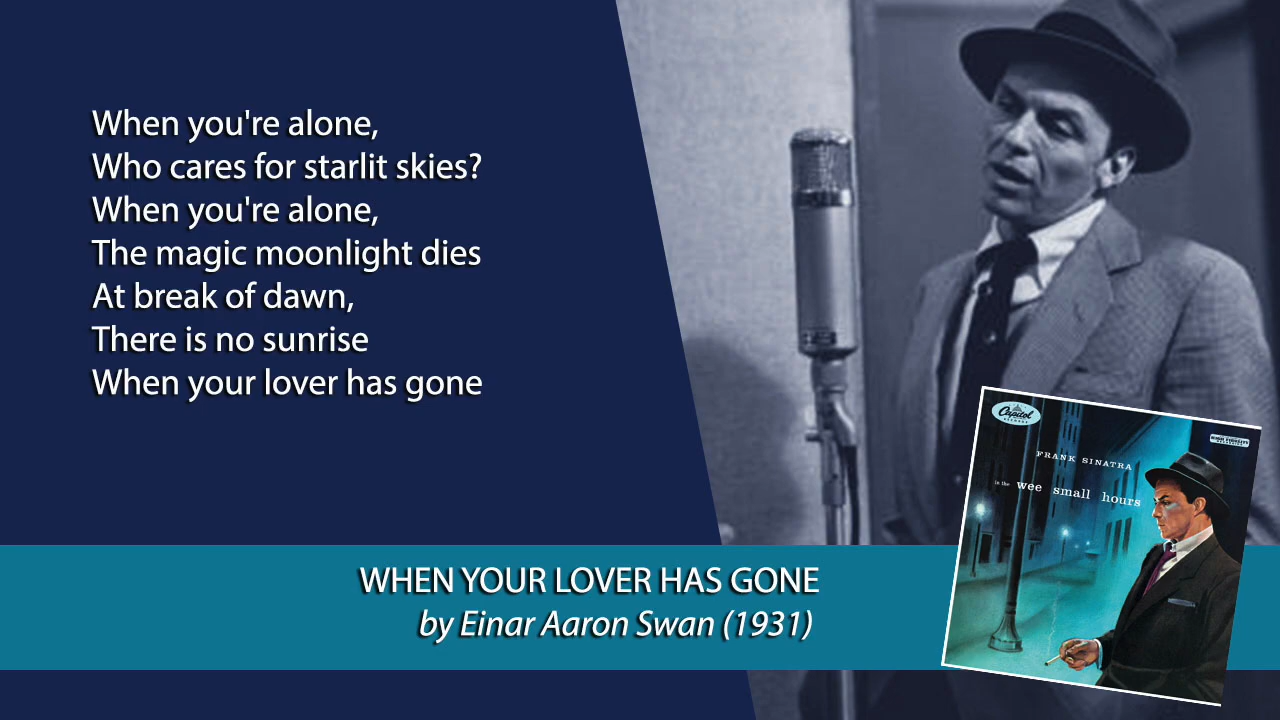 When you're alone,
Who cares for starlit skies?
When you're alone,
The magic moonlight dies
At break of dawn,
There is no sunrise
When your lover has gone
WHEN YOUR LOVER HAS GONE
by Einar Aaron Swan (1931)
Capitol
RECORDS
FRANK SINATRA
in the wee small hours